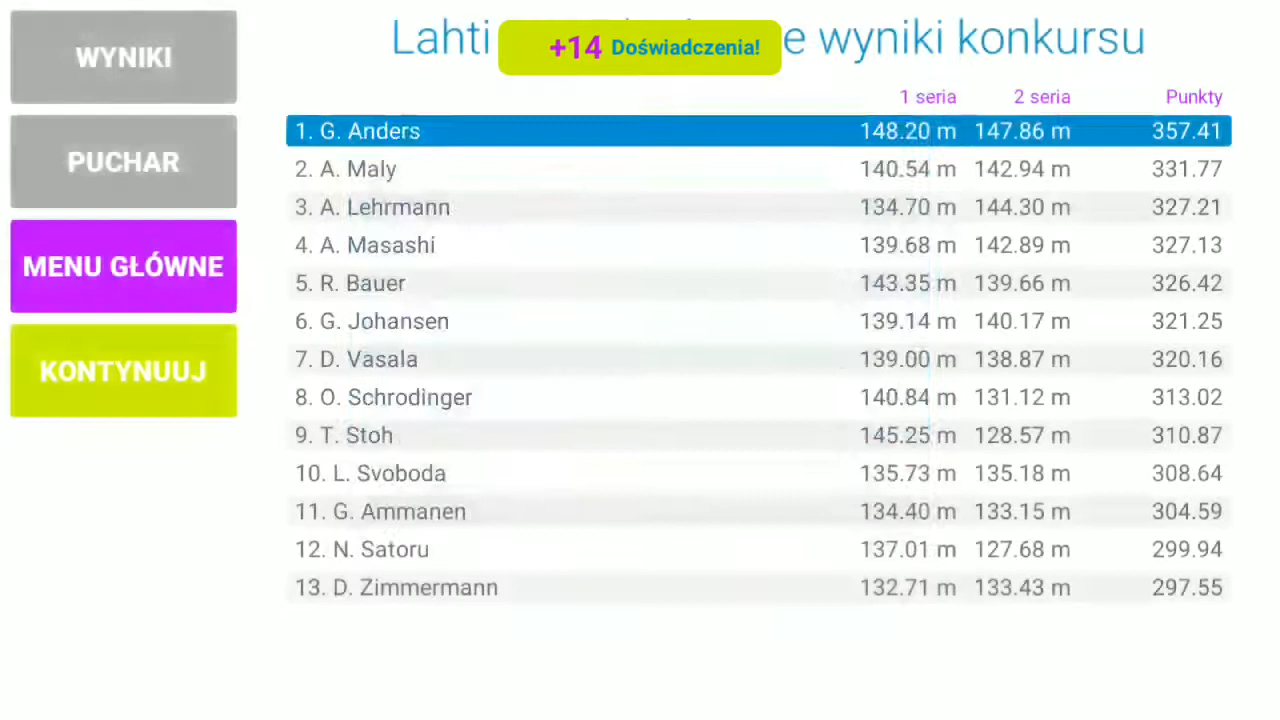 WYNIKI
PUCHAR
MENU GŁÓWNE
KONTYNUUJ
Lahti e wyniki konkursu
+14 Doświadczenia!
1 seria 2 seria Punkty
1. G. Anders 148.20 m 147.86 m 357.41
2. A. Maly 140.54 m 142.94 m 331.77
3. A. Lehrmann 134.70 m 144.30 m 327.21
4. A. Masashi 139.68 m 142.89 m 327.13
5. R. Bauer 143.35 m 139.66 m 326.42
6. G. Johansen 139.14 m 140.17 m 321.25
7. D. Vasala 139.00 m 138.87 m 320.16
8. O. Schrodinger 140.84 m 131.12 m 313.02
9. T. Stoh 145.25 m 128.57 m 310.87
10. L. Svoboda 135.73 m 135.18 m 308.64
11. G. Ammanen 134.40 m 133.15 m 304.59
12. N. Satoru 137.01 m 127.68 m 299.94
13. D. Zimmermann 132.71 m 133.43 m 297.55